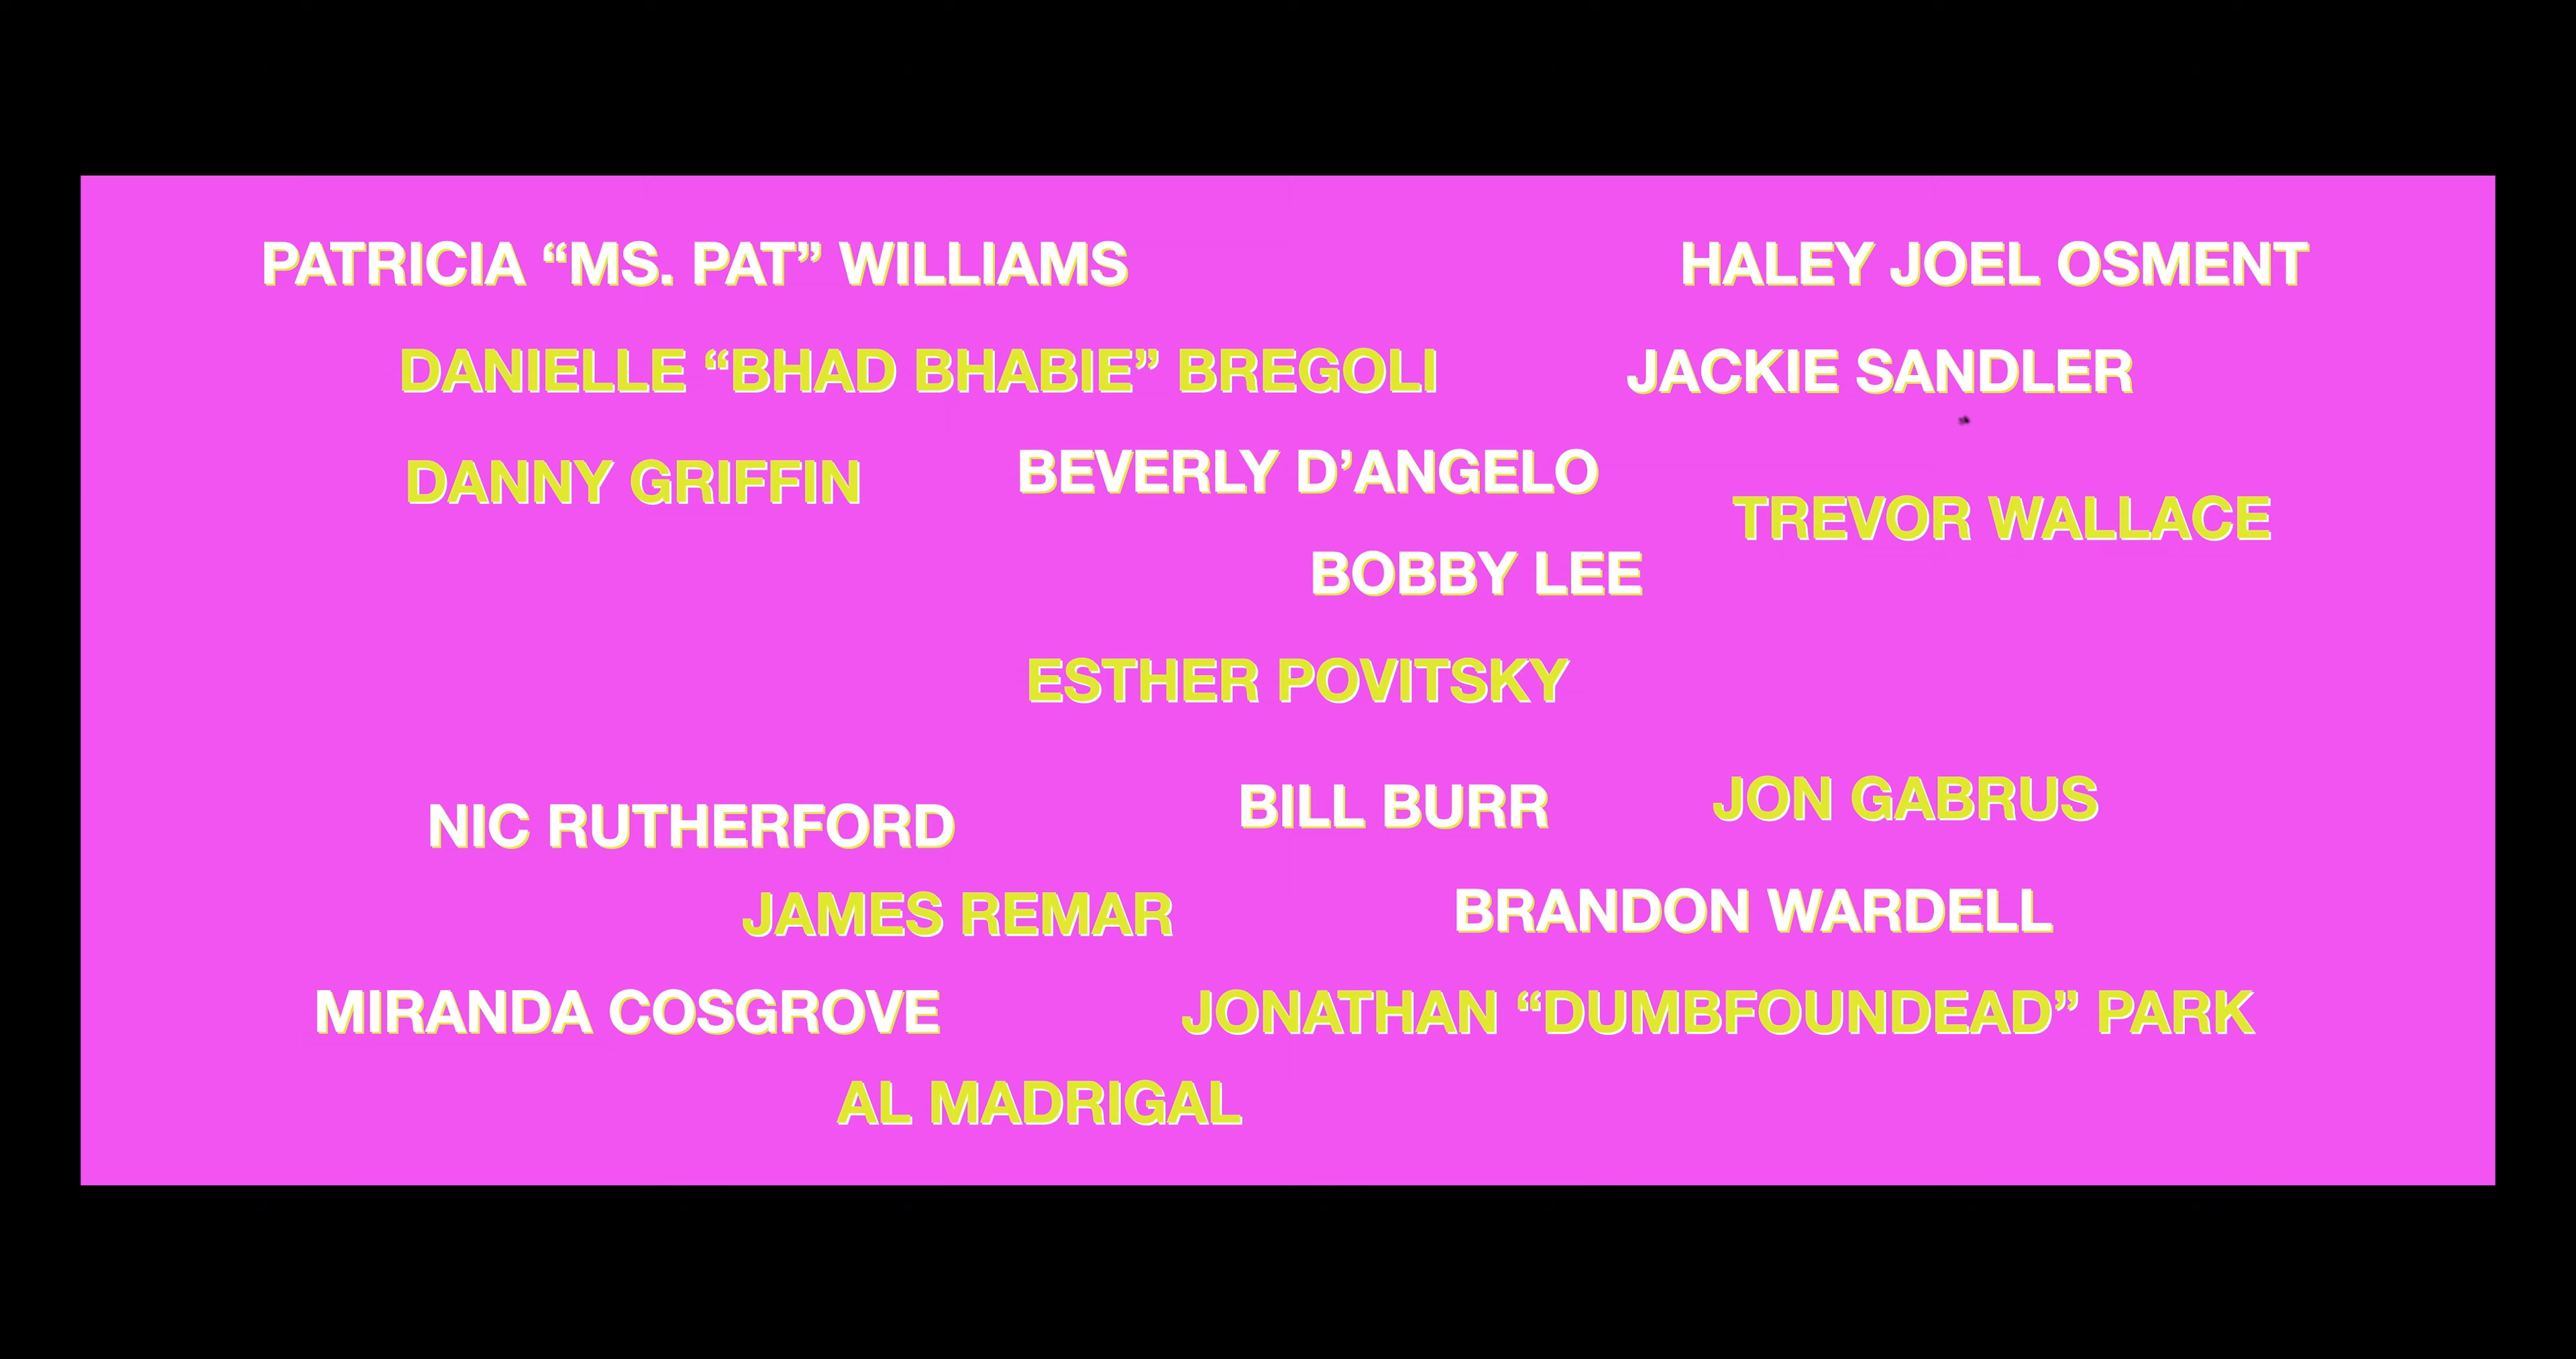 PATRICIA “MS. PAT” WILLIAMS
HALEY JOEL OSMENT
DANIELLE “BHAD BHABIE” BREGOLI
JACKIE SANDLER
DANNY GRIFFIN
BEVERLY D’ANGELO
TREVOR WALLACE
BOBBY LEE
ESTHER POVITSKY
NIC RUTHERFORD
BILL BURR
JON GABRUS
JAMES REMAR
BRANDON WARDELL
MIRANDA COSGROVE
JONATHAN “DUMBFOUNDEAD” PARK
AL MADRIGAL